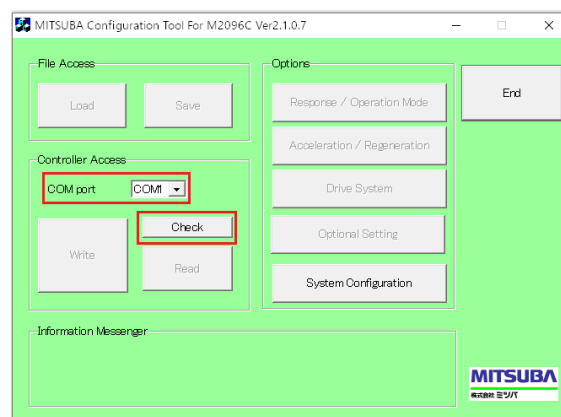 MITSUBA Configuration Tool For M2096C Ver2.1.0.7
File Access
Load
Save
Controller Access
COM port
COM1
Check
Write
Read
Options
Response / Operation Mode
Acceleration / Regeneration
Drive System
Optional Setting
System Configuration
End
Information Messenger
MITSUBA
株式会社 ミツバ